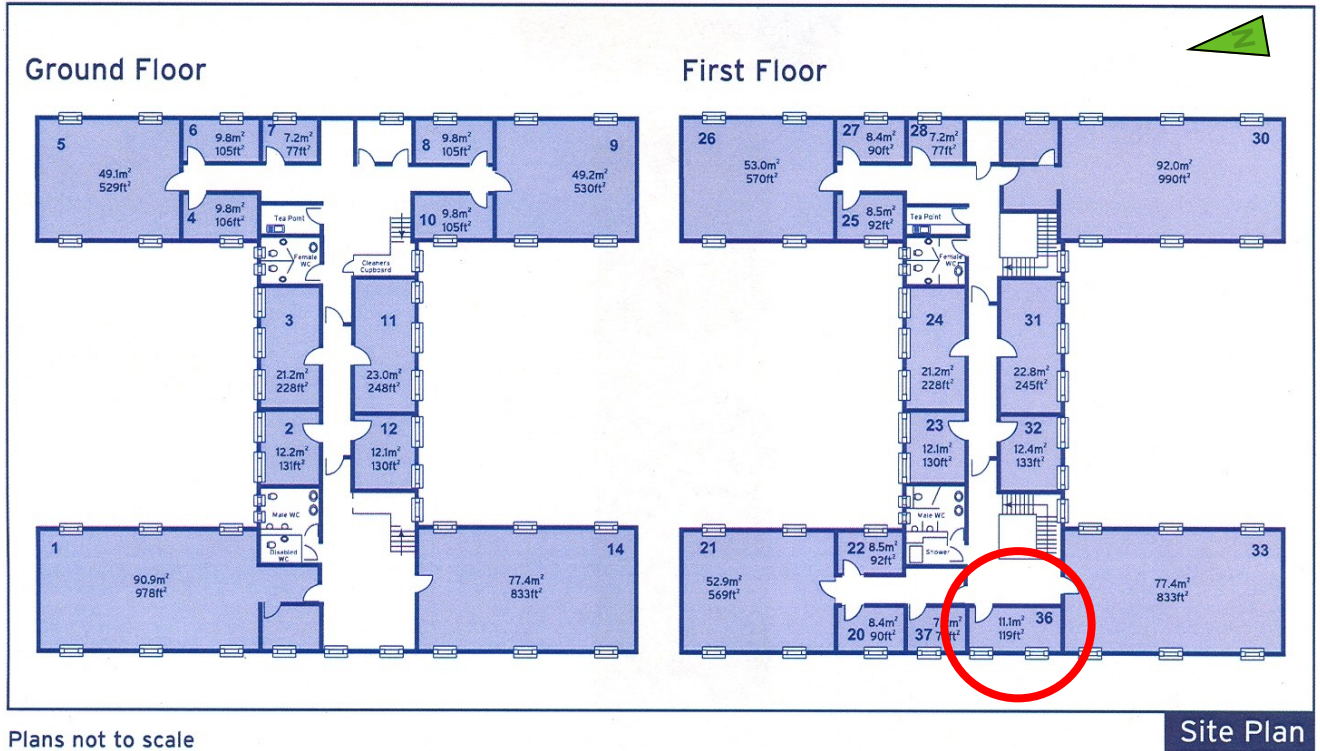 N
Ground Floor
First Floor
5
49.1m²
529ft²
6
9.8m²
105ft²
7
7.2m²
77ft²
8
9.8m²
105ft²
9
49.2m²
530ft²
4
9.8m²
106ft²
10
9.8m²
105ft²
Tea Point
Female
WC
Cleaners
Cupboard
3
21.2m²
228ft²
11
23.0m²
248ft²
2
12.2m²
131ft²
12
12.1m²
130ft²
Male WC
Disabled
WC
1
90.9m²
978ft²
14
77.4m²
833ft²
26
53.0m²
570ft²
27
8.4m²
90ft²
28
7.2m²
77ft²
30
92.0m²
990ft²
25
8.5m²
92ft²
Tea Point
Female
WC
24
21.2m²
228ft²
31
22.8m²
245ft²
23
12.1m²
130ft²
32
12.4m²
133ft²
Male WC
Shower
21
52.9m²
569ft²
22
8.5m²
92ft²
33
77.4m²
833ft²
20
8.4m²
90ft²
37
36
11.1m²
119ft²
Plans not to scale
Site Plan